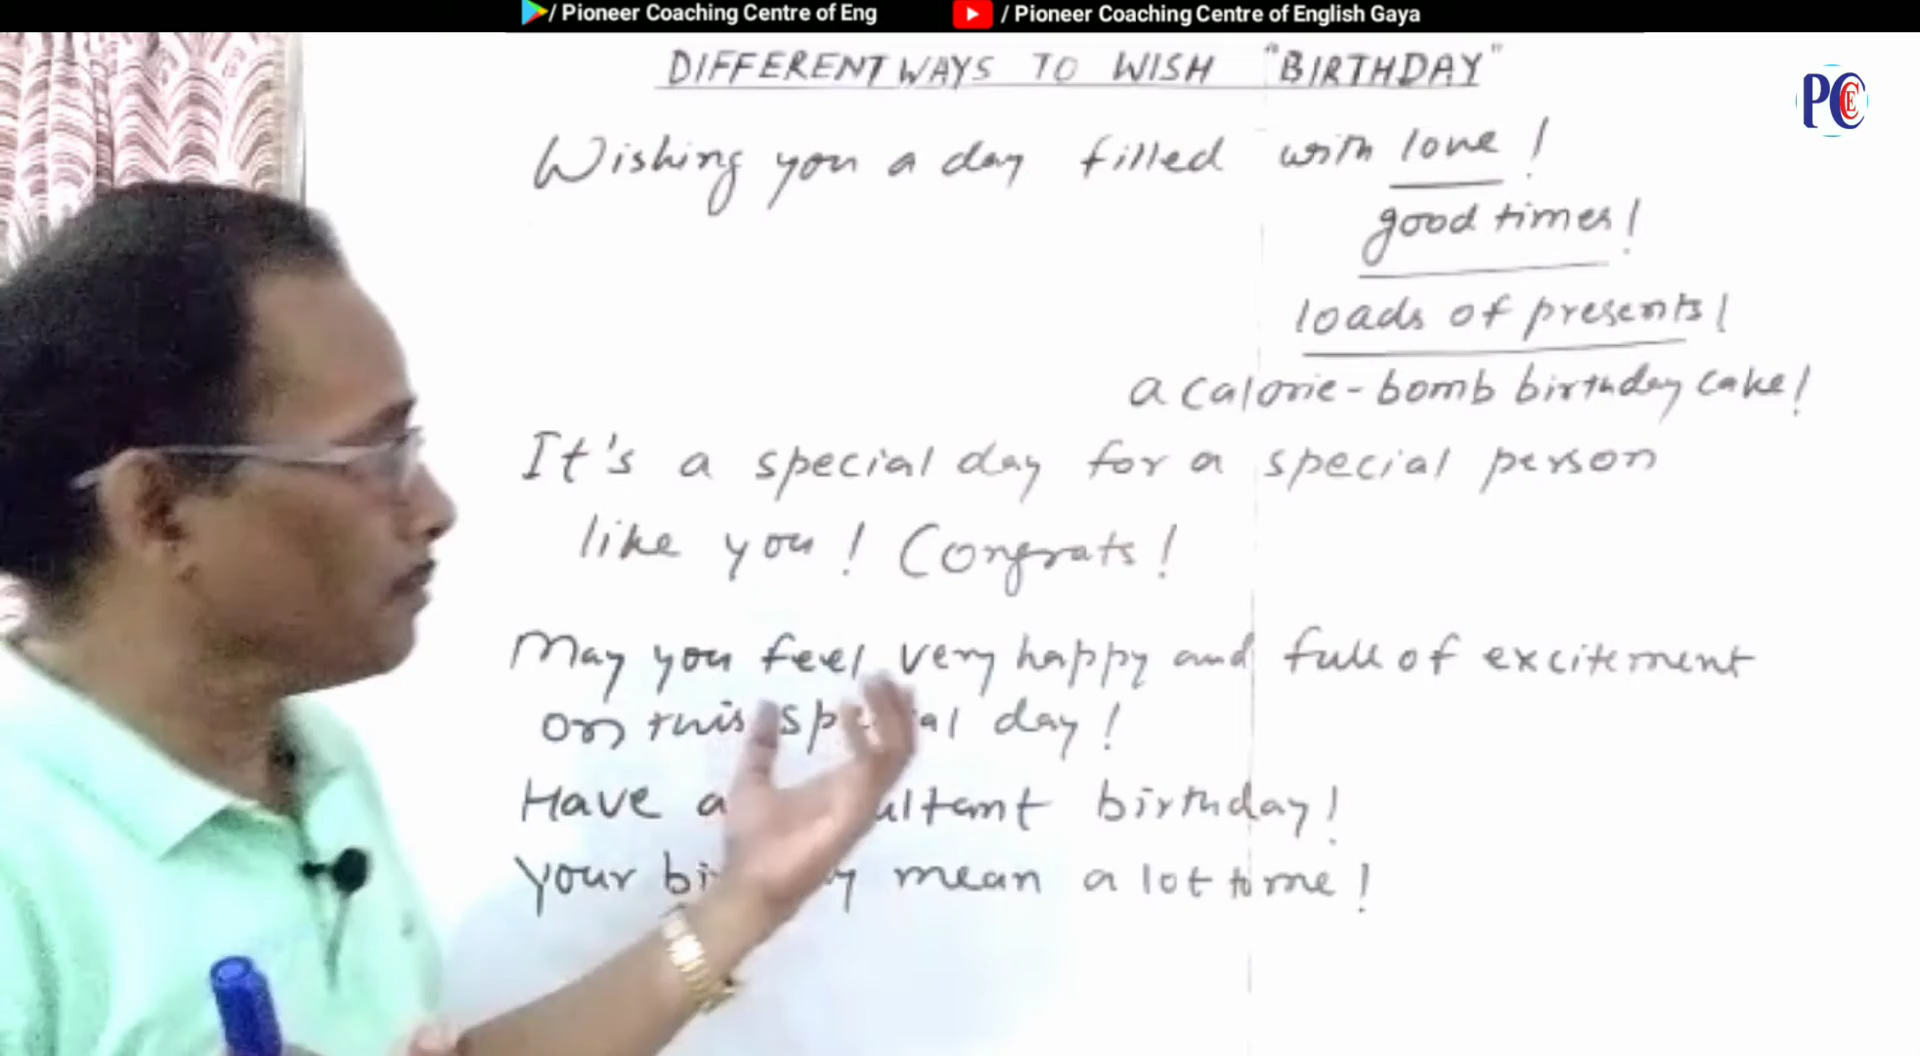 / Pioneer Coaching Centre of Eng
/ Pioneer Coaching Centre of English Gaya
PCEC
DIFFERENT WAYS TO WISH "BIRTHDAY"
Wishing you a day filled with love!
good times!
loads of presents!
a calorie-bomb birthday cake!
It's a special day for a special person
like you! Congrats!
May you feel very happy and full of excitement
on this special day!
Have a birthday!
Your mean a lot to me!